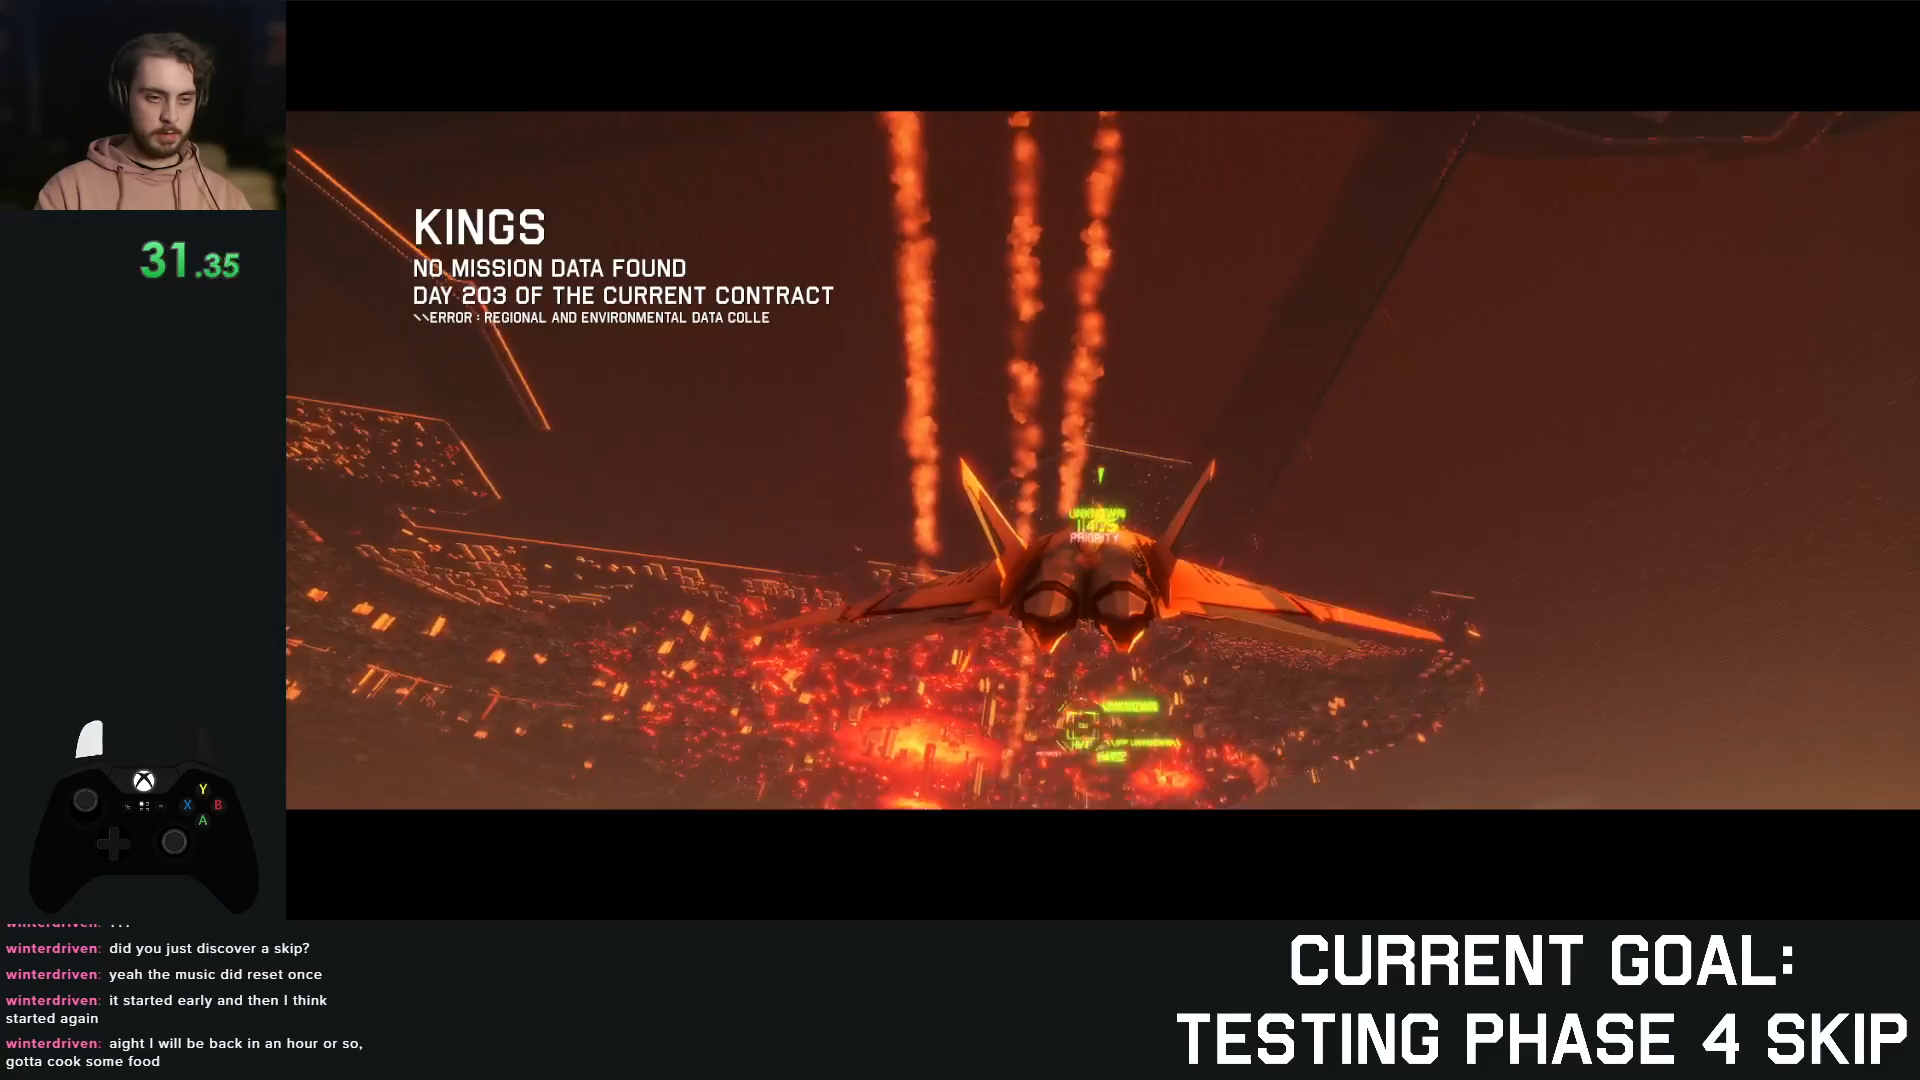 31.35
KINGS
NO MISSION DATA FOUND
DAY 203 OF THE CURRENT CONTRACT
\\ERROR : REGIONAL AND ENVIRONMENTAL DATA COLLE
UNKNOWN
PRIORITY
UNKNOWN
Y
X
B
A
winterdriven: ...
winterdriven: did you just discover a skip?
winterdriven: yeah the music did reset once
winterdriven: it started early and then I think
started again
winterdriven: aight I will be back in an hour or so,
gotta cook some food
CURRENT GOAL:
TESTING PHASE 4 SKIP